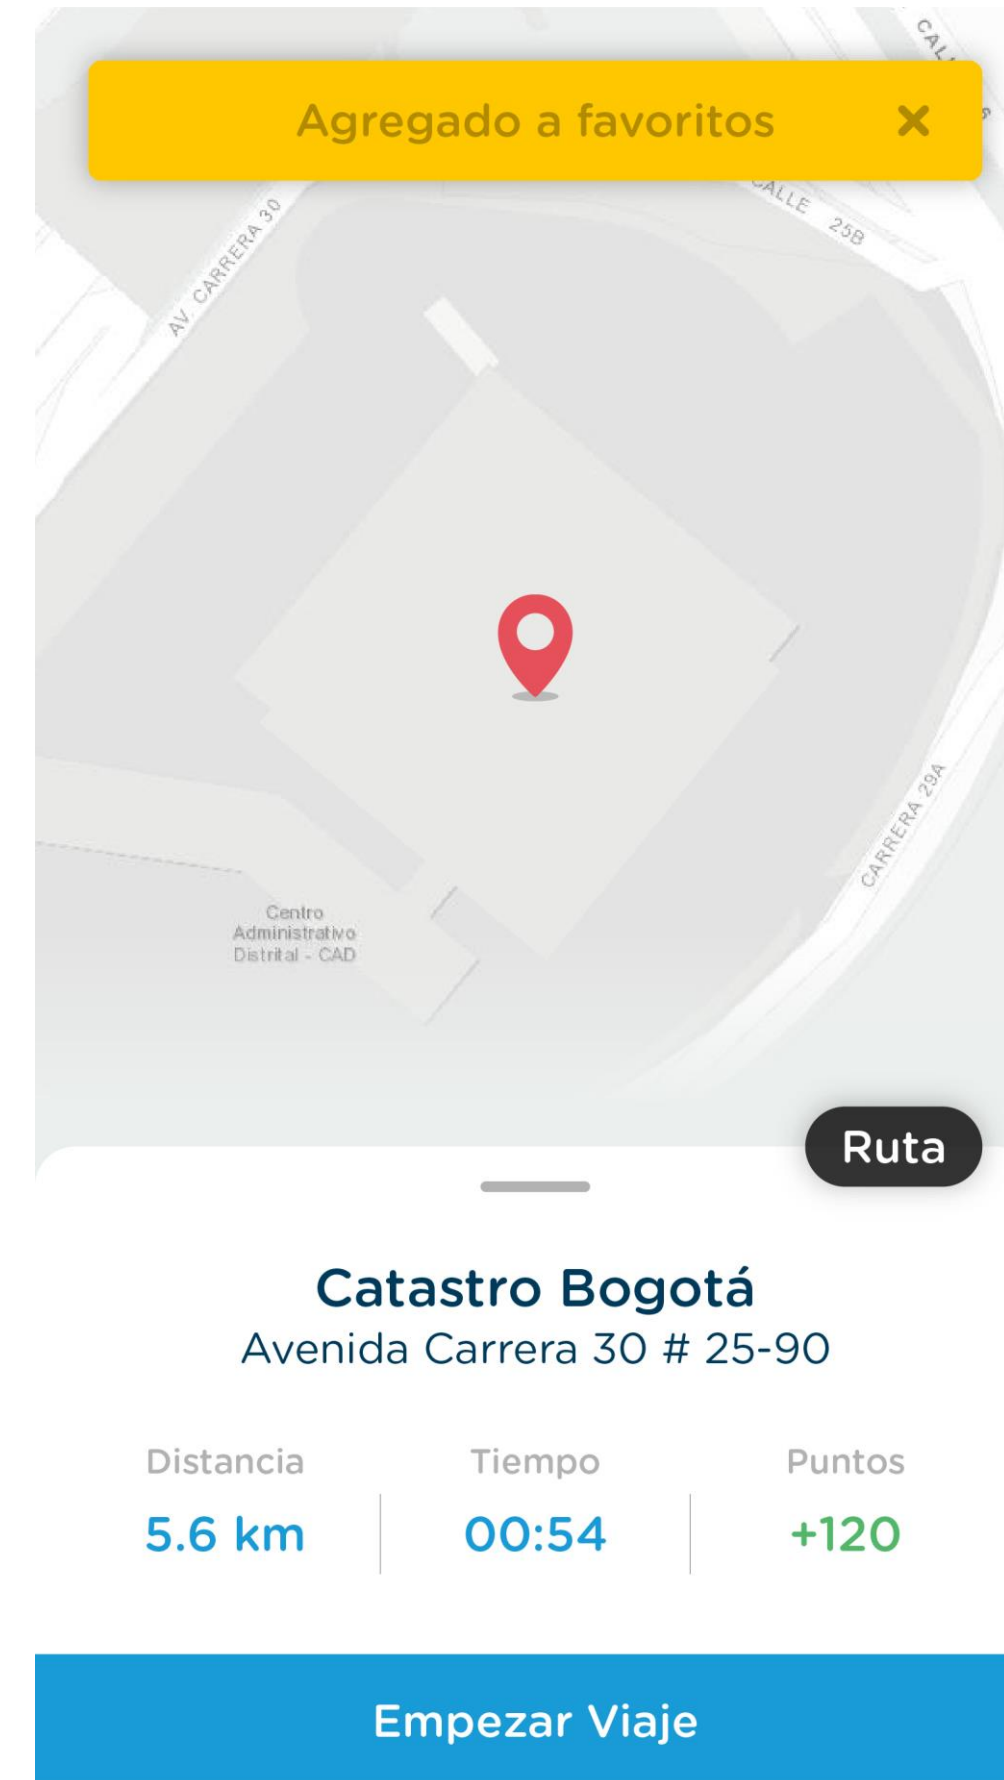 Agregado a favoritos
AV. CARRERA 30
CALLE 25B
CARRERA 29A
Centro
Administrativo
Distrital - CAD
Ruta
Catastro Bogotá
Avenida Carrera 30 # 25-90
Distancia
Tiempo
Puntos
5.6 km
00:54
+120
Empezar Viaje